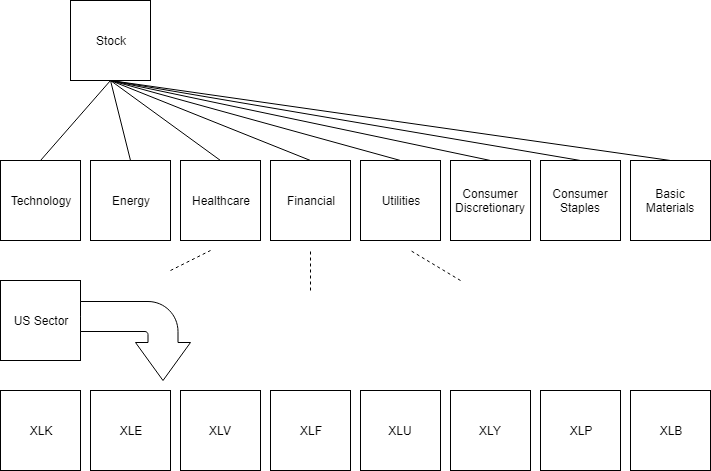 Stock
Technology
Energy
Healthcare
Financial
Utilities
Consumer
Discretionary
Consumer
Staples
Basic
Materials
US Sector
XLK
XLE
XLV
XLF
XLU
XLY
XLP
XLB